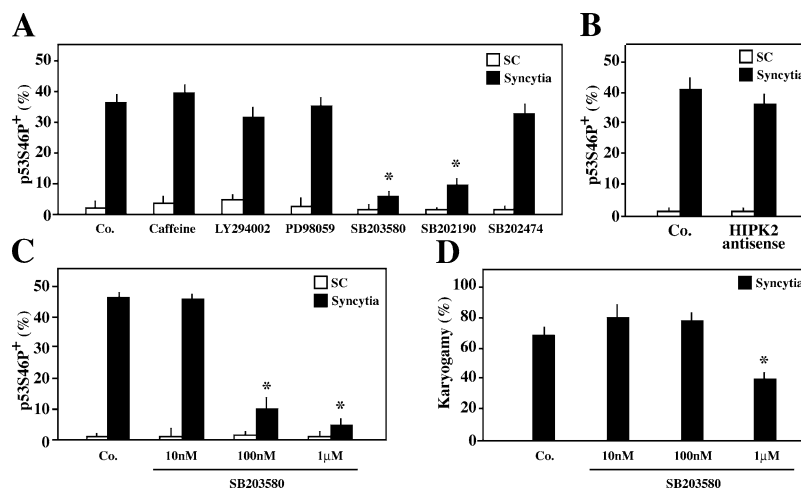 A
p53S46P+ (%)
50
40
30
20
10
0
SC
Syncytia
*
*
Co.
Caffeine
LY294002
PD98059
SB203580
SB202190
SB202474
B
p53S46P+ (%)
50
40
30
20
10
0
SC
Syncytia
Co.
HIPK2
antisense
C
p53S46P+ (%)
50
40
30
20
10
0
SC
Syncytia
*
*
Co.
10nM
100nM
1µM
SB203580
D
Karyogamy (%)
100
80
60
40
20
0
Syncytia
*
Co.
10nM
100nM
1µM
SB203580